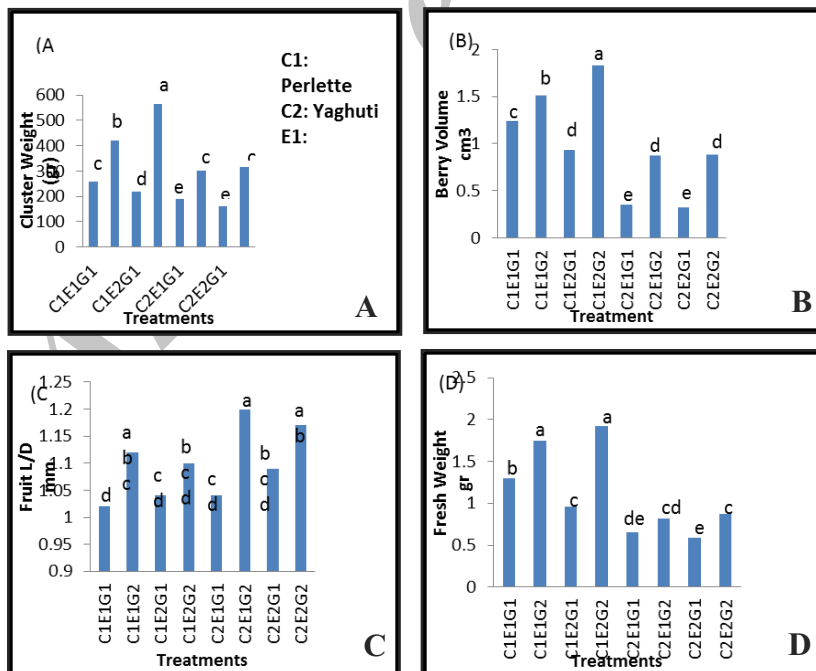 (A
C1:
Perlette
C2: Yaghuti
E1:
Cluster Weight
(gr)
600
500
400
300
200
100
0
c
b
d
a
e
c
e
c
C1E1G1
C1E2G1
C2E1G1
C2E2G1
Treatments
A
(B)
Berry Volume
cm3
2
1.5
1
0.5
0
c
b
d
a
e
d
e
d
C1E1G1
C1E1G2
C1E2G1
C1E2G2
C2E1G1
C2E1G2
C2E2G1
C2E2G2
Treatment
B
(C
Fruit L/D
mm
1.25
1.2
1.15
1.1
1.05
1
0.95
0.9
d
a
b
c
c
d
b
c
d
c
d
a
b
c
d
a
b
C1E1G1
C1E1G2
C1E2G1
C1E2G2
C2E1G1
C2E1G2
C2E2G1
C2E2G2
Treatments
C
(D)
Fresh Weight
gr
2.5
2
1.5
1
0.5
0
b
a
c
a
de
cd
e
c
C1E1G1
C1E1G2
C1E2G1
C1E2G2
C2E1G1
C2E1G2
C2E2G1
C2E2G2
Treatments
D